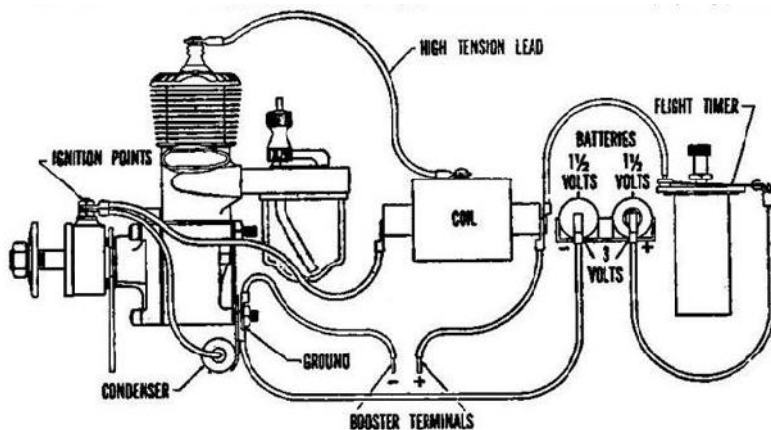 HIGH TENSION LEAD
FLIGHT TIMER
BATTERIES
1½ 1½
VOLTS VOLTS
IGNITION POINTS
COIL
- 3 +
VOLTS
GROUND
CONDENSER
- +
BOOSTER TERMINALS